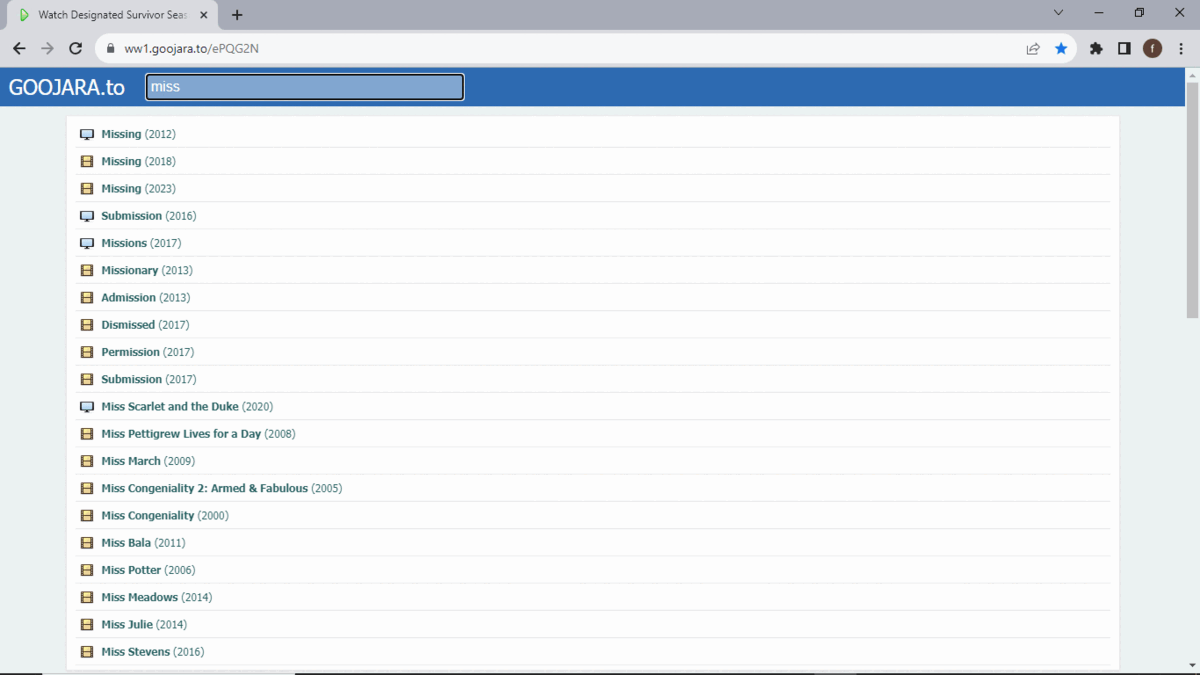 Watch Designated Survivor Seas
ww1.goojara.to/ePQG2N
f
GOOJARA.to
miss
Missing (2012)
Missing (2018)
Missing (2023)
Submission (2016)
Missions (2017)
Missionary (2013)
Admission (2013)
Dismissed (2017)
Permission (2017)
Submission (2017)
Miss Scarlet and the Duke (2020)
Miss Pettigrew Lives for a Day (2008)
Miss March (2009)
Miss Congeniality 2: Armed & Fabulous (2005)
Miss Congeniality (2000)
Miss Bala (2011)
Miss Potter (2006)
Miss Meadows (2014)
Miss Julie (2014)
Miss Stevens (2016)